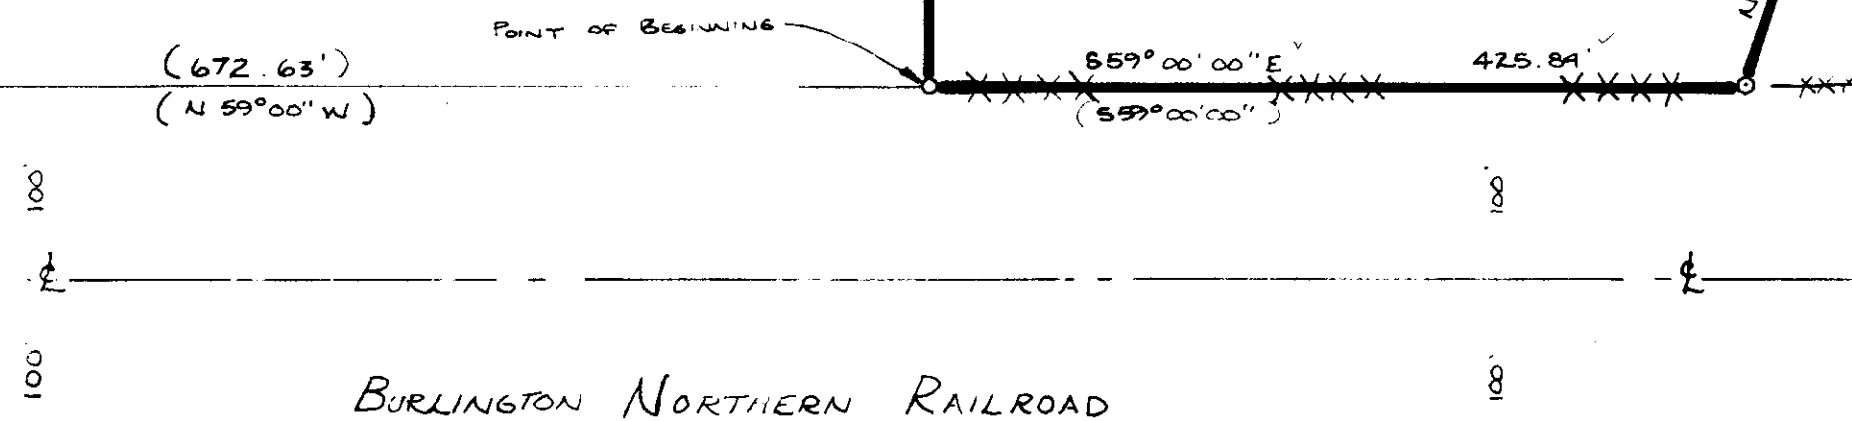 POINT OF BEGINNING
(672.63')
(N 59°00"W)
S59°00'00"E
425.84'
(S59°00'00")
100
100
℄
℄
100
100
BURLINGTON NORTHERN RAILROAD